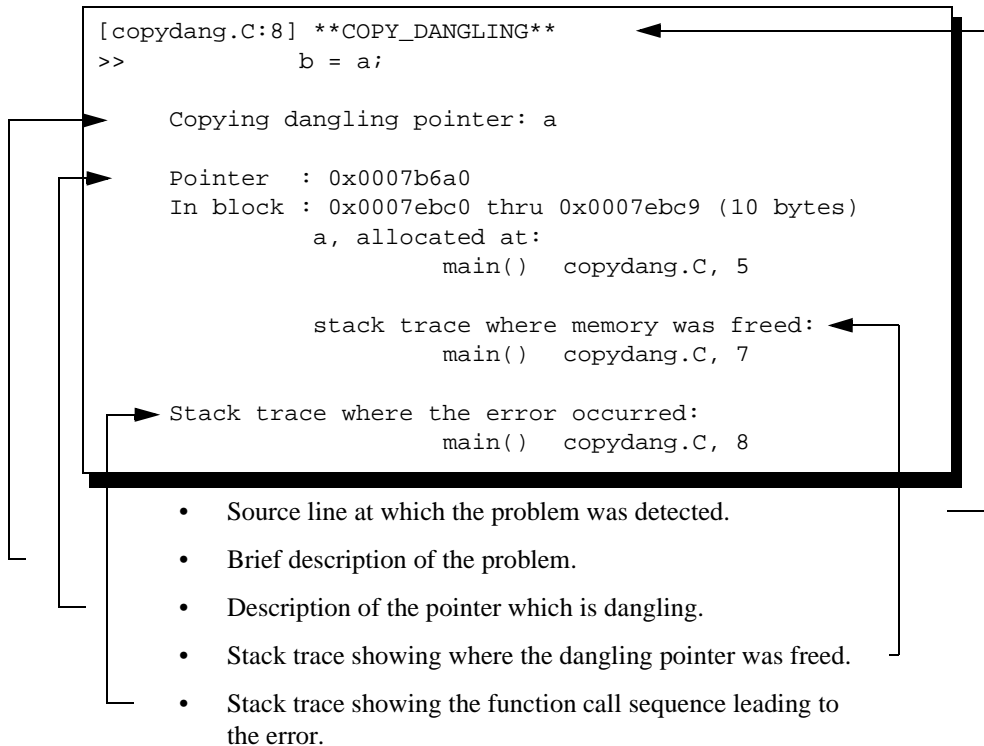 [copydang.C:8] **COPY_DANGLING**
>> b = a;
Copying dangling pointer: a
Pointer : 0x0007b6a0
In block : 0x0007ebc0 thru 0x0007ebc9 (10 bytes)
a, allocated at:
main() copydang.C, 5
stack trace where memory was freed:
main() copydang.C, 7
Stack trace where the error occurred:
main() copydang.C, 8
• Source line at which the problem was detected.
• Brief description of the problem.
• Description of the pointer which is dangling.
• Stack trace showing where the dangling pointer was freed.
• Stack trace showing the function call sequence leading to
the error.